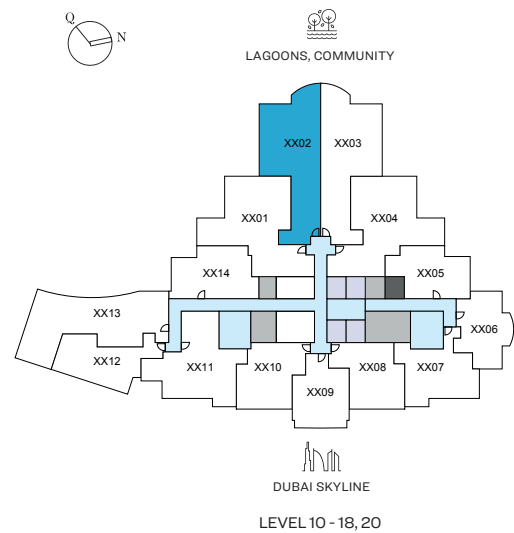 Q
N
LAGOONS, COMMUNITY
XX02
XX03
XX01
XX04
XX14
XX05
XX13
XX06
XX12
XX11
XX10
XX08
XX07
XX09
DUBAI SKYLINE
LEVEL 10 - 18, 20